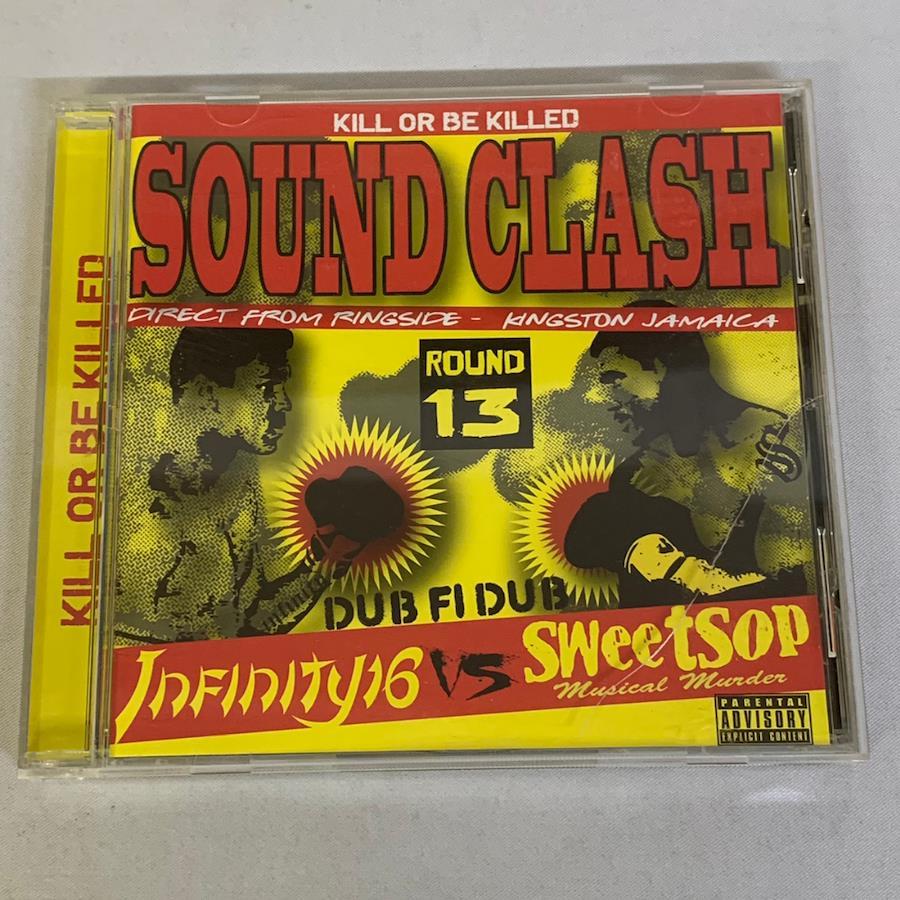 KILL OR BE KILLED
KILL OR BE KILLED
SOUND CLASH
DIRECT FROM RINGSIDE - KINGSTON JAMAICA
ROUND
13
DUB FI DUB
INFINITY16 VS SWeetSOP
Musical Murder
PARENTAL
ADVISORY
EXPLICIT CONTENT